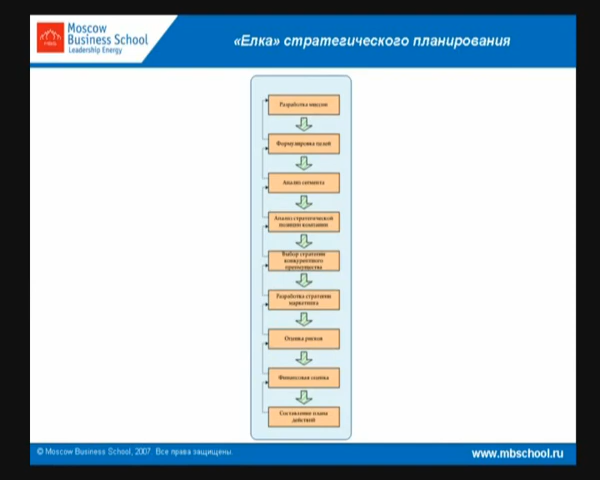 Moscow
Business School
Leadership Energy
«Елка» стратегического планирования
Разработка миссии
Формулировка целей
Анализ сегмента
Анализ стратегической
позиции компании
Выбор стратегии
конкурентного
преимущества
Разработка стратегии
маркетинга
Оценка рисков
Финансовая оценка
Составление плана
действий
© Moscow Business School, 2007 Все права защищены.
www.mbschool.ru